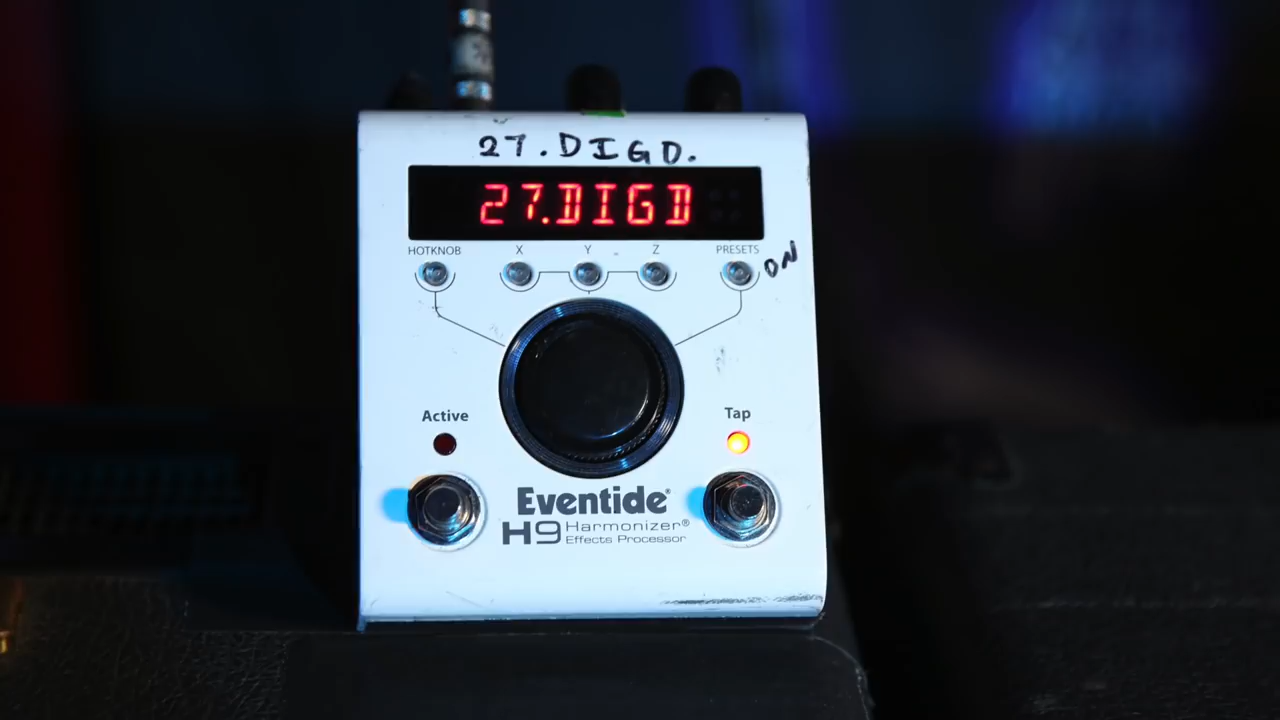 27.DIGD.
27.DIGD
HOTKNOB X Y Z PRESETS
ON
Active Tap
Eventide®
H9 Harmonizer®
Effects Processor